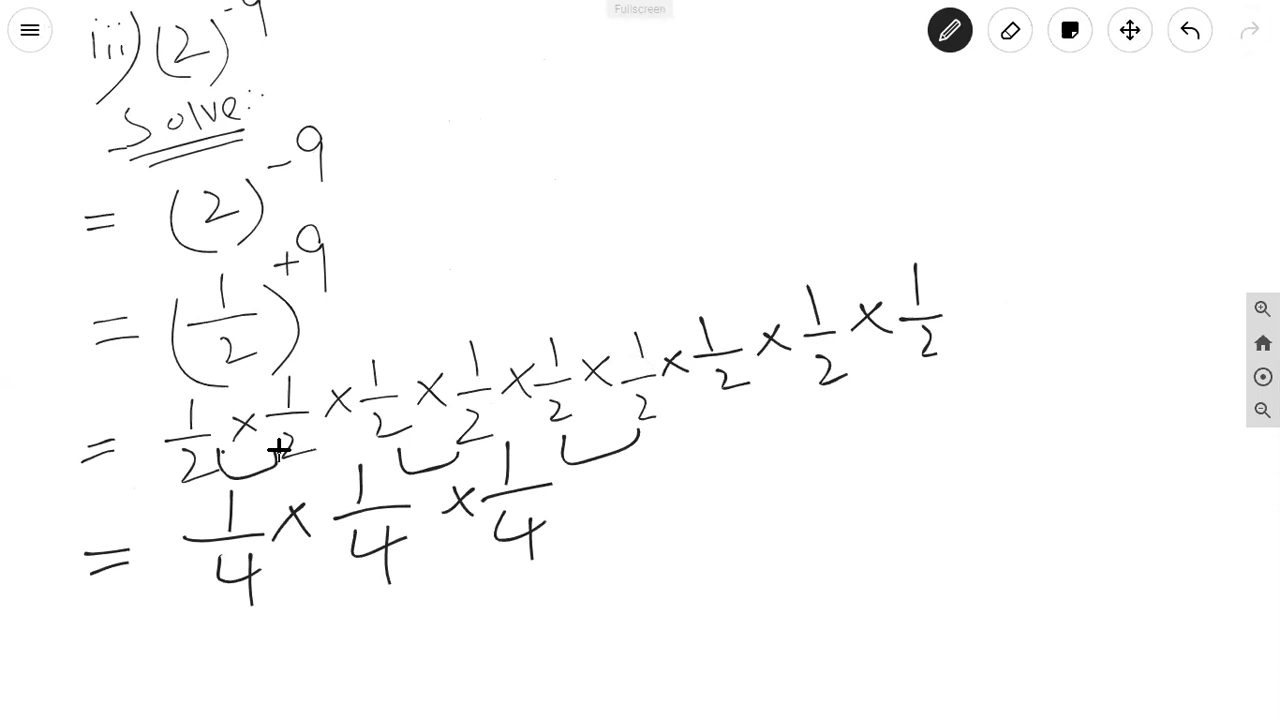 Fullscreen
iii) (2)^-9
Solve:
= (2)^-9
= (1/2)^+9
= 1/2 × 1/2 × 1/2 × 1/2 × 1/2 × 1/2 × 1/2 × 1/2 × 1/2
= 1/4 × 1/4 × 1/4